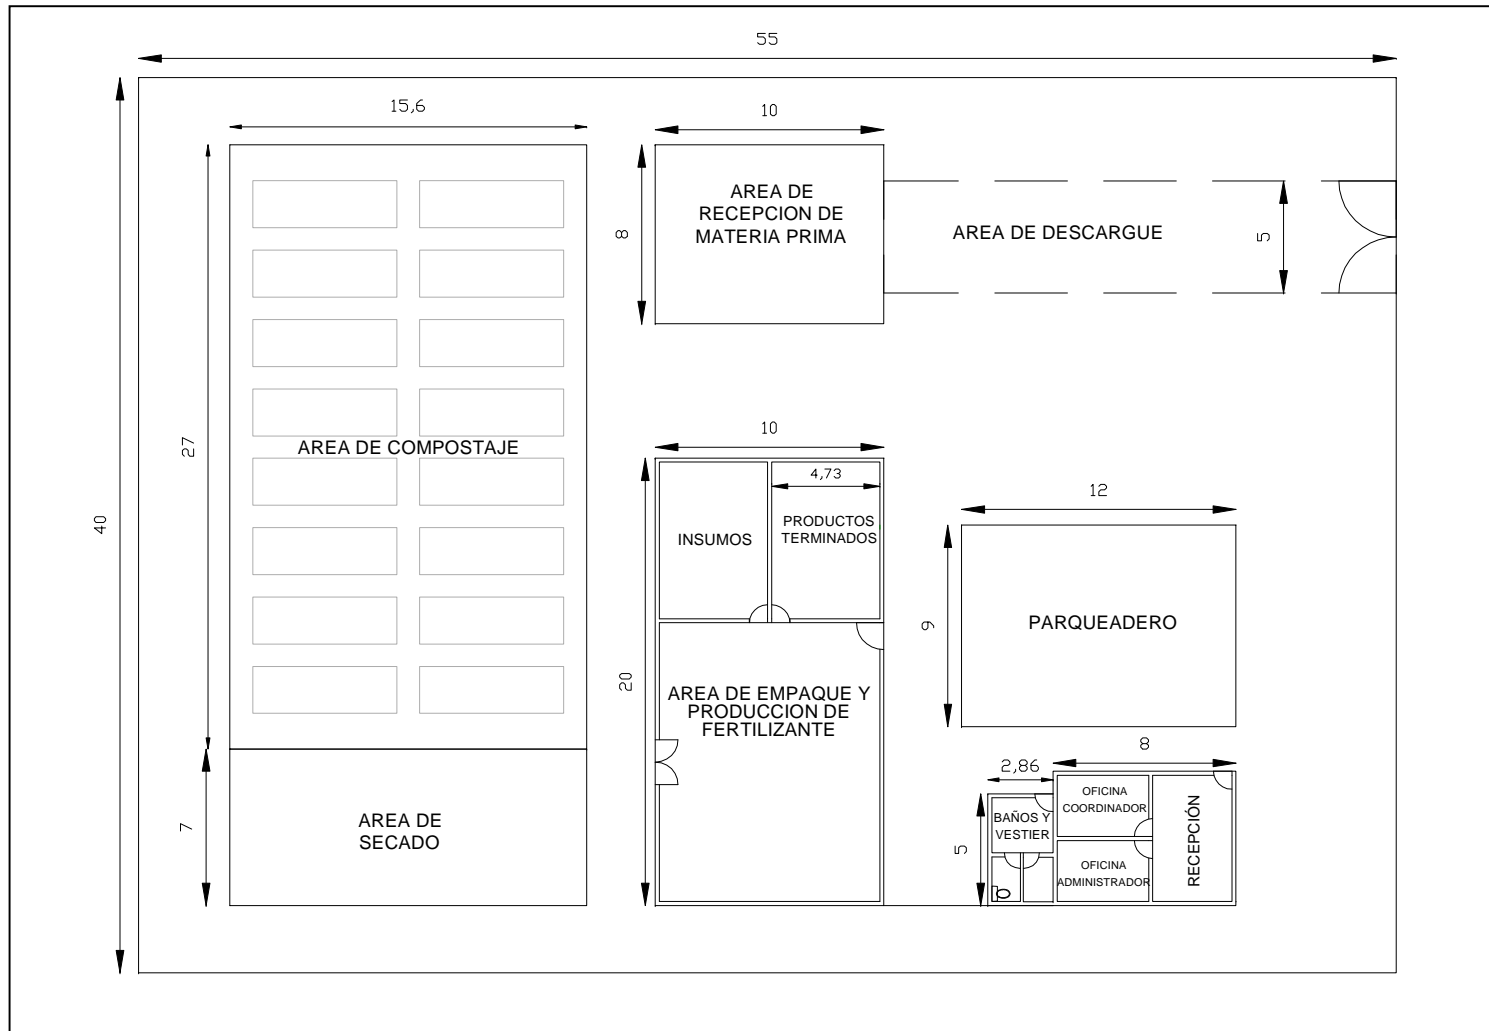 55
15,6
10
AREA DE
RECEPCION DE
MATERIA PRIMA
8
AREA DE DESCARGUE
5
27
AREA DE COMPOSTAJE
40
10
4,73
INSUMOS
PRODUCTOS
TERMINADOS
12
9
PARQUEADERO
20
AREA DE EMPAQUE Y
PRODUCCION DE
FERTILIZANTE
8
2,86
7
AREA DE
SECADO
5
BAÑOS Y
VESTIER
OFICINA
COORDINADOR
OFICINA
ADMINISTRADOR
RECEPCIÓN